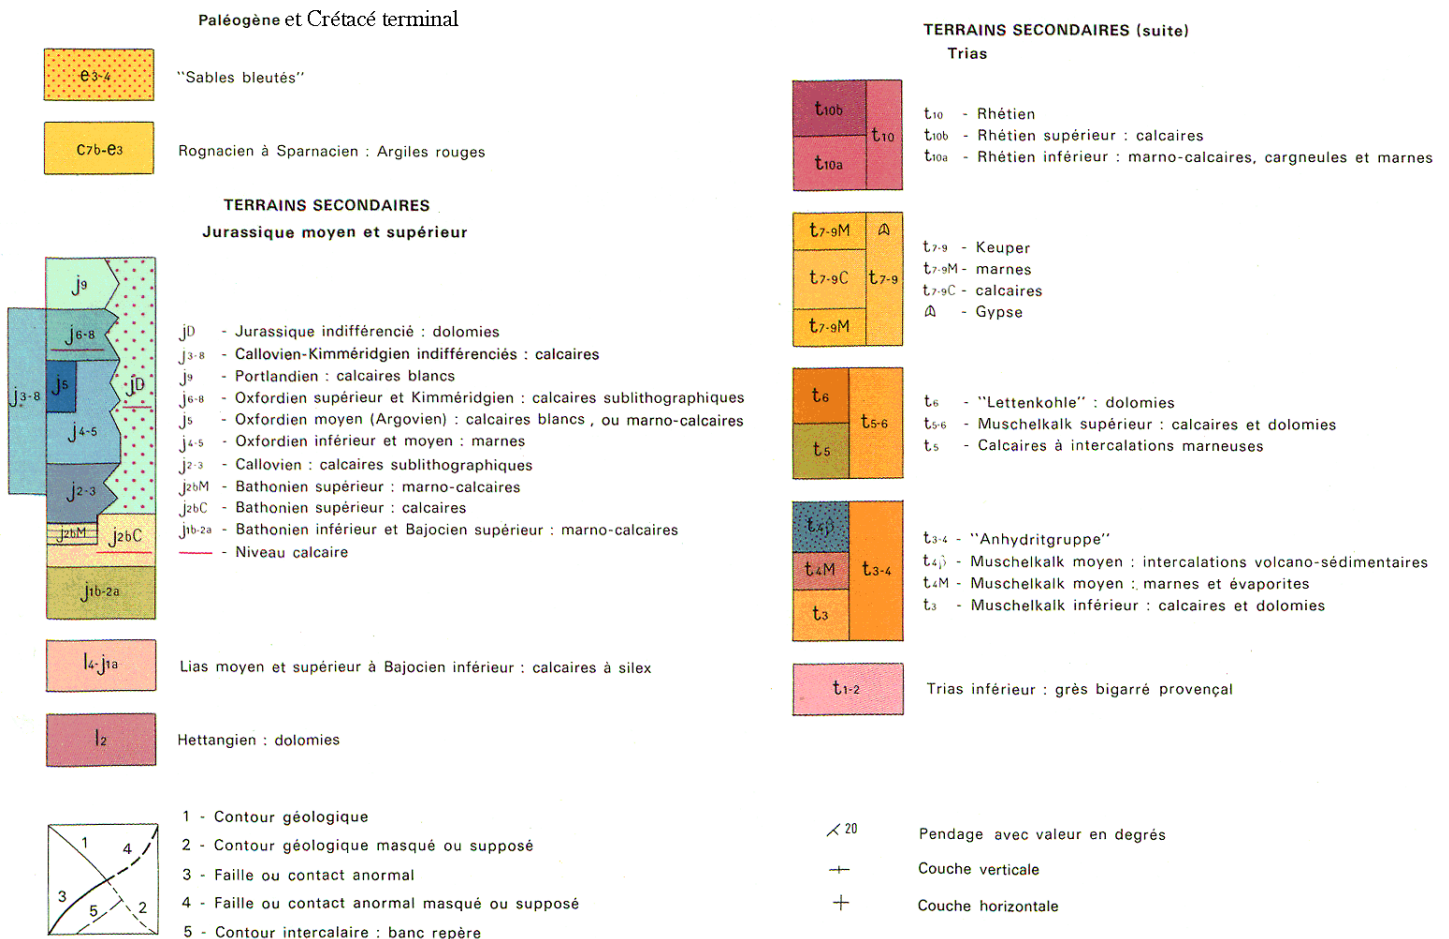 Paléogène et Crétacé terminal
e3-4
"Sables bleutés"
c7b-e3
Rognacien à Sparnacien : Argiles rouges
TERRAINS SECONDAIRES
Jurassique moyen et supérieur
j9
j6-8
j3-8
j5
jD
j4-5
j2-3
j2bM
j2bC
j1b-2a
jD - Jurassique indifférencié : dolomies
j3-8 - Callovien-Kimméridgien indifférenciés : calcaires
j9 - Portlandien : calcaires blancs
j6-8 - Oxfordien supérieur et Kimméridgien : calcaires sublithographiques
j5 - Oxfordien moyen (Argovien) : calcaires blancs , ou marno-calcaires
j4-5 - Oxfordien inférieur et moyen : marnes
j2-3 - Callovien : calcaires sublithographiques
j2bM - Bathonien supérieur : marno-calcaires
j2bC - Bathonien supérieur : calcaires
j1b-2a - Bathonien inférieur et Bajocien supérieur : marno-calcaires
- Niveau calcaire
l4-j1a
Lias moyen et supérieur à Bajocien inférieur : calcaires à silex
l2
Hettangien : dolomies
1
4
3
5
2
1 - Contour géologique
2 - Contour géologique masqué ou supposé
3 - Faille ou contact anormal
4 - Faille ou contact anormal masqué ou supposé
5 - Contour intercalaire : banc repère
TERRAINS SECONDAIRES (suite)
Trias
t10b
t10
t10a
t10 - Rhétien
t10b - Rhétien supérieur : calcaires
t10a - Rhétien inférieur : marno-calcaires, cargneules et marnes
t7-9M
t7-9C
t7-9
t7-9M
t7-9 - Keuper
t7-9M - marnes
t7-9C - calcaires
- Gypse
t6
t5-6
t5
t6 - "Lettenkohle" : dolomies
t5-6 - Muschelkalk supérieur : calcaires et dolomies
t5 - Calcaires à intercalations marneuses
t4β
t4M
t3-4
t3
t3-4 - "Anhydritgruppe"
t4β - Muschelkalk moyen : intercalations volcano-sédimentaires
t4M - Muschelkalk moyen : marnes et évaporites
t3 - Muschelkalk inférieur : calcaires et dolomies
t1-2
Trias inférieur : grès bigarré provençal
20
Pendage avec valeur en degrés
Couche verticale
Couche horizontale